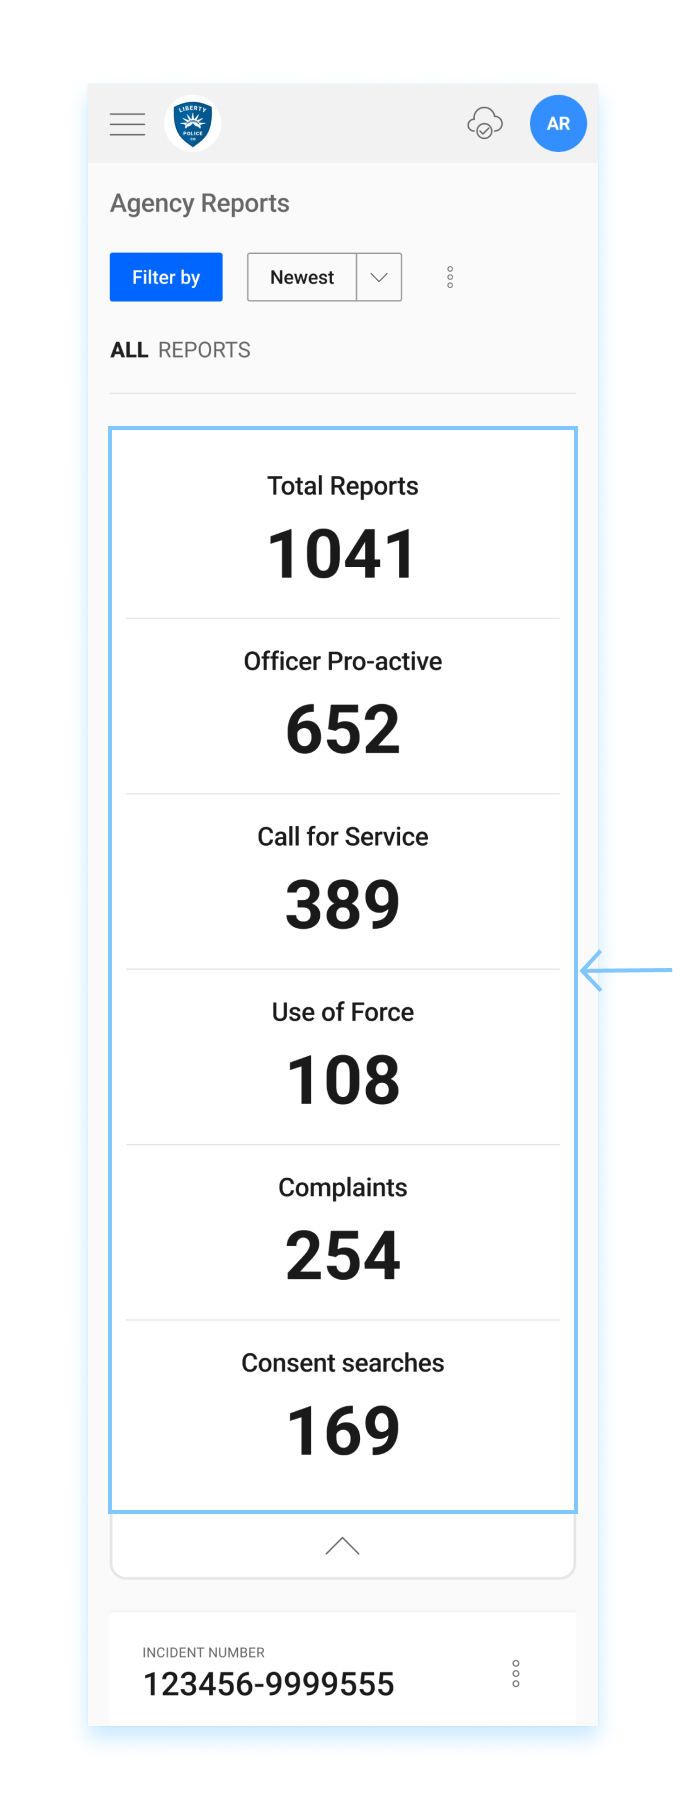 LIBERTY
POLICE
CO
AR
Agency Reports
Filter by
Newest
ALL REPORTS
Total Reports
1041
Officer Pro-active
652
Call for Service
389
Use of Force
108
Complaints
254
Consent searches
169
INCIDENT NUMBER
123456-9999555